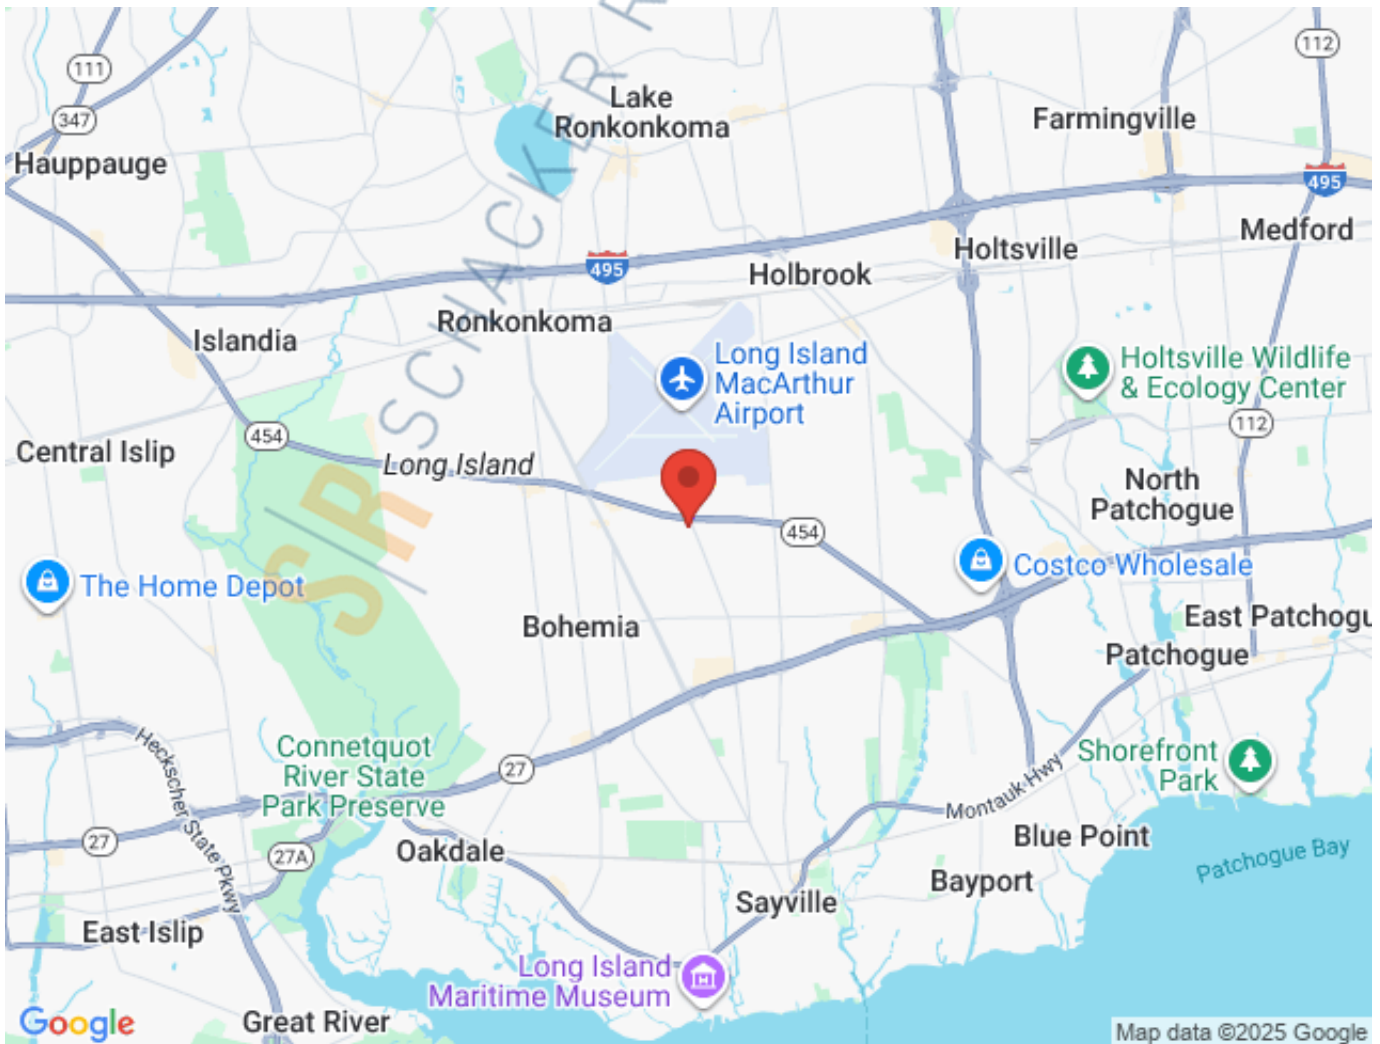 112
111
Lake
Ronkonkoma
347
Farmingville
Hauppauge
495
Medford
Holtsville
495
Holbrook
Ronkonkoma
Islandia
Long Island
MacArthur
Airport
Holtsville Wildlife
& Ecology Center
112
454
Central Islip
Long Island
North
Patchogue
454
Costco Wholesale
The Home Depot
Bohemia
East Patchogu
Patchogue
Heckscher State Pkwy
Connetquot
River State
Park Preserve
27
Shorefront
Park
Montauk Hwy
27
27A
Oakdale
Blue Point
Patchogue Bay
Bayport
Sayville
East Islip
Long Island
Maritime Museum
Great River
Google
Map data ©2025 Google
S|R SCHACKER R